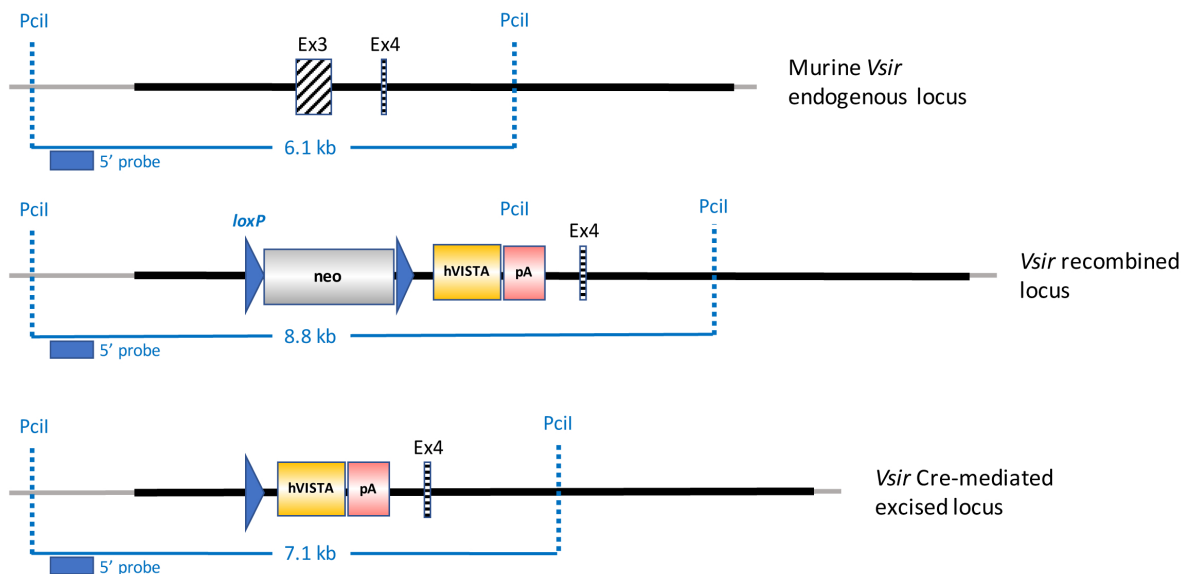 PciI
PciI
Ex3
Ex4
Murine Vsir
endogenous locus
6.1 kb
5’ probe
PciI
PciI
PciI
loxP
Ex4
neo
hVISTA
pA
Vsir recombined
locus
8.8 kb
5’ probe
PciI
PciI
Ex4
hVISTA
pA
Vsir Cre-mediated
excised locus
7.1 kb
5’ probe